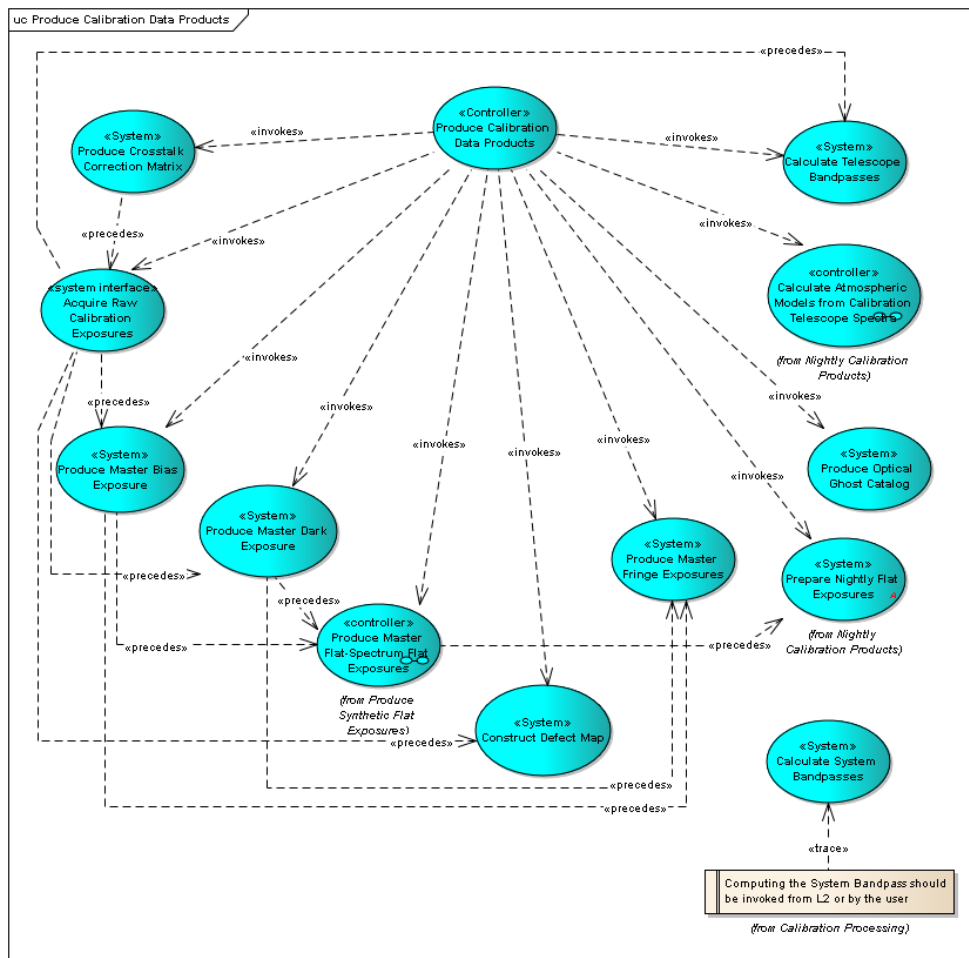 uc Produce Calibration Data Products
«precedes»
«Controller»
Produce Calibration
Data Products
«System»
Produce Crosstalk
Correction Matrix
«invokes»
«invokes»
«System»
Calculate Telescope
Bandpasses
«precedes»
«invokes»
«invokes»
«system interface»
Acquire Raw
Calibration
Exposures
«controller»
Calculate Atmospheric
Models from Calibration
Telescope Spectra
(from Nightly Calibration
Products)
«precedes»
«invokes»
«invokes»
«invokes»
«invokes»
«invokes»
«invokes»
«invokes»
«System»
Produce Master Bias
Exposure
«System»
Produce Optical
Ghost Catalog
«System»
Produce Master Dark
Exposure
«System»
Produce Master
Fringe Exposures
«System»
Prepare Nightly Flat
Exposures
A
(from Nightly
Calibration Products)
«precedes»
«precedes»
«controller»
Produce Master
Flat-Spectrum Flat
Exposures
(from Produce
Synthetic Flat
Exposures)
«precedes»
«precedes»
«System»
Construct Defect Map
«precedes»
«precedes»
«precedes»
«System»
Calculate System
Bandpasses
«trace»
Computing the System Bandpass should
be invoked from L2 or by the user
(from Calibration Processing)